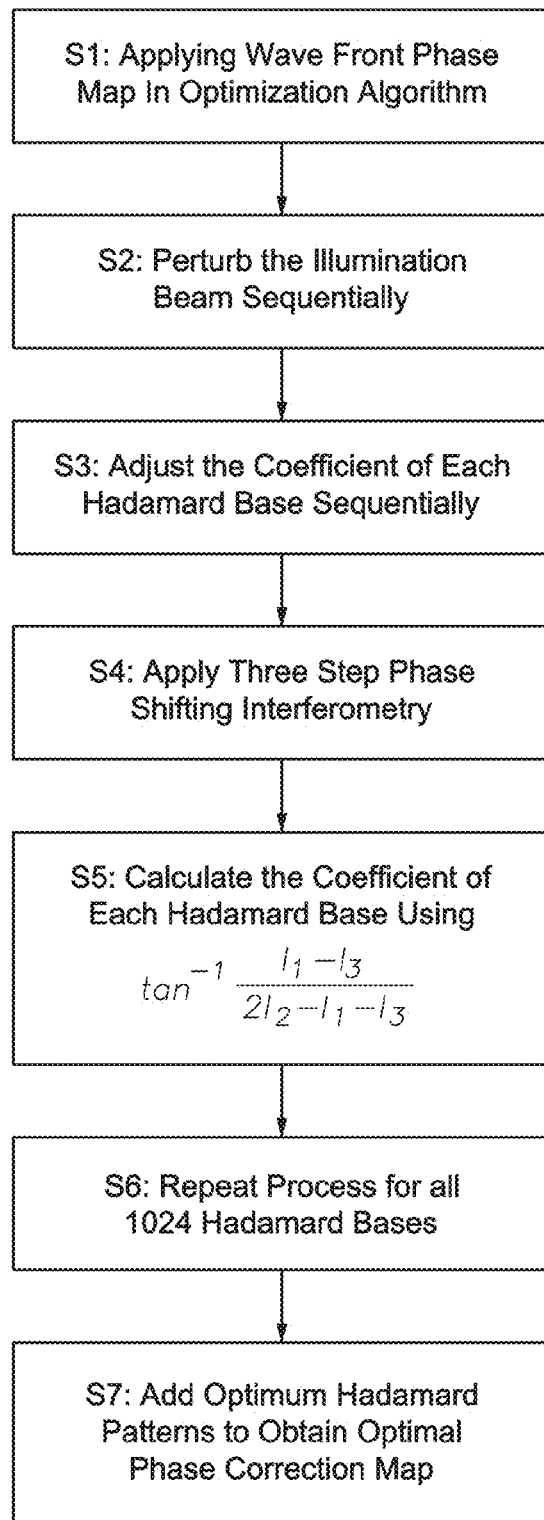 S1: Applying Wave Front Phase
Map In Optimization Algorithm
S2: Perturb the Illumination
Beam Sequentially
S3: Adjust the Coefficient of Each
Hadamard Base Sequentially
S4: Apply Three Step Phase
Shifting Interferometry
S5: Calculate the Coefficient of
Each Hadamard Base Using
tan⁻¹ (I₁ – I₃) / (2I₂ – I₁ – I₃)
S6: Repeat Process for all
1024 Hadamard Bases
S7: Add Optimum Hadamard
Patterns to Obtain Optimal
Phase Correction Map